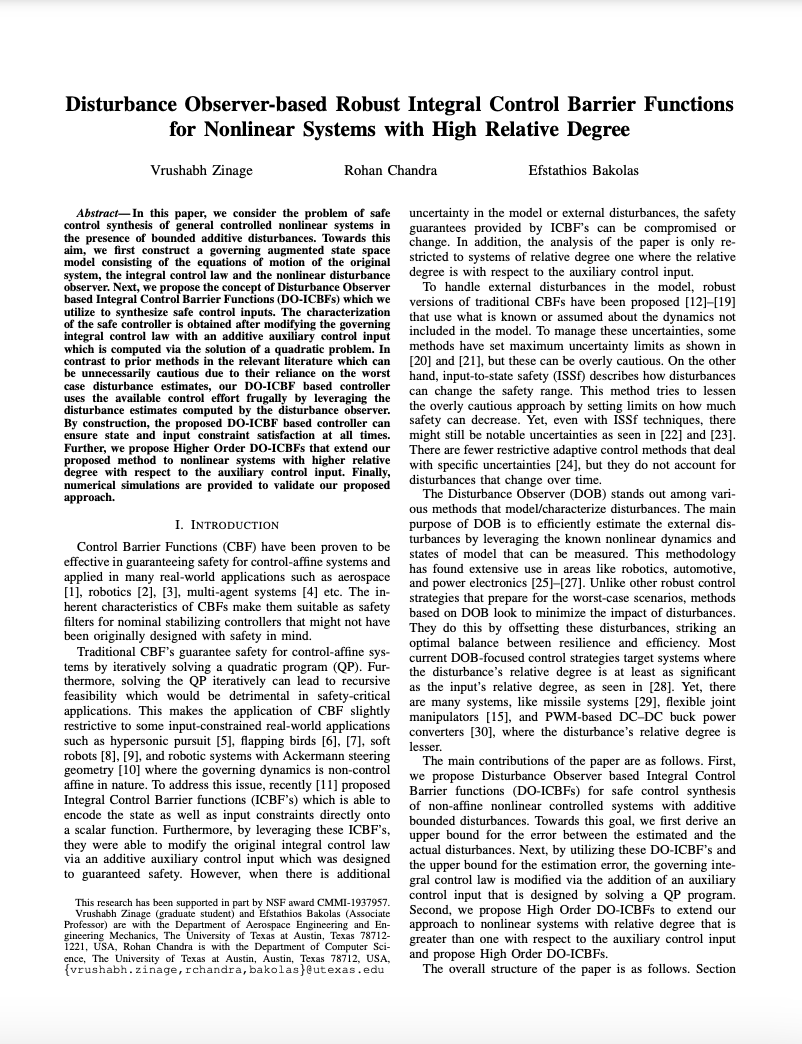 Disturbance Observer-based Robust Integral Control Barrier Functions
for Nonlinear Systems with High Relative Degree
Vrushabh Zinage Rohan Chandra Efstathios Bakolas
Abstract—In this paper, we consider the problem of safe
control synthesis of general controlled nonlinear systems in
the presence of bounded additive disturbances. Towards this
aim, we first construct a governing augmented state space
model consisting of the equations of motion of the original
system, the integral control law and the nonlinear disturbance
observer. Next, we propose the concept of Disturbance Observer
based Integral Control Barrier Functions (DO-ICBFs) which we
utilize to synthesize safe control inputs. The characterization
of the safe controller is obtained after modifying the governing
integral control law with an additive auxiliary control input
which is computed via the solution of a quadratic problem. In
contrast to prior methods in the relevant literature which can
be unnecessarily cautious due to their reliance on the worst
case disturbance estimates, our DO-ICBF based controller
uses the available control effort frugally by leveraging the
disturbance estimates computed by the disturbance observer.
By construction, the proposed DO-ICBF based controller can
ensure state and input constraint satisfaction at all times.
Further, we propose Higher Order DO-ICBFs that extend our
proposed method to nonlinear systems with higher relative
degree with respect to the auxiliary control input. Finally,
numerical simulations are provided to validate our proposed
approach.
I. INTRODUCTION
Control Barrier Functions (CBF) have been proven to be
effective in guaranteeing safety for control-affine systems and
applied in many real-world applications such as aerospace
[1], robotics [2], [3], multi-agent systems [4] etc. The in-
herent characteristics of CBFs make them suitable as safety
filters for nominal stabilizing controllers that might not have
been originally designed with safety in mind.
Traditional CBF's guarantee safety for control-affine sys-
tems by iteratively solving a quadratic program (QP). Fur-
thermore, solving the QP iteratively can lead to recursive
feasibility which would be detrimental in safety-critical
applications. This makes the application of CBF slightly
restrictive to some input-constrained real-world applications
such as hypersonic pursuit [5], flapping birds [6], [7], soft
robots [8], [9], and robotic systems with Ackermann steering
geometry [10] where the governing dynamics is non-control
affine in nature. To address this issue, recently [11] proposed
Integral Control Barrier functions (ICBF's) which is able to
encode the state as well as input constraints directly onto
a scalar function. Furthermore, by leveraging these ICBF's,
they were able to modify the original integral control law
via an additive auxiliary control input which was designed
to guaranteed safety. However, when there is additional
This research has been supported in part by NSF award CMMI-1937957.
Vrushabh Zinage (graduate student) and Efstathios Bakolas (Associate
Professor) are with the Department of Aerospace Engineering and En-
gineering Mechanics, The University of Texas at Austin, Texas 78712-
1221, USA, Rohan Chandra is with the Department of Computer Sci-
ence, The University of Texas at Austin, Austin, Texas 78712, USA,
{vrushabh.zinage,rchandra,bakolas}@utexas.edu
uncertainty in the model or external disturbances, the safety
guarantees provided by ICBF's can be compromised or
change. In addition, the analysis of the paper is only re-
stricted to systems of relative degree one where the relative
degree is with respect to the auxiliary control input.
To handle external disturbances in the model, robust
versions of traditional CBFs have been proposed [12]–[19]
that use what is known or assumed about the dynamics not
included in the model. To manage these uncertainties, some
methods have set maximum uncertainty limits as shown in
[20] and [21], but these can be overly cautious. On the other
hand, input-to-state safety (ISSf) describes how disturbances
can change the safety range. This method tries to lessen
the overly cautious approach by setting limits on how much
safety can decrease. Yet, even with ISSf techniques, there
might still be notable uncertainties as seen in [22] and [23].
There are fewer restrictive adaptive control methods that deal
with specific uncertainties [24], but they do not account for
disturbances that change over time.
The Disturbance Observer (DOB) stands out among vari-
ous methods that model/characterize disturbances. The main
purpose of DOB is to efficiently estimate the external dis-
turbances by leveraging the known nonlinear dynamics and
states of model that can be measured. This methodology
has found extensive use in areas like robotics, automotive,
and power electronics [25]–[27]. Unlike other robust control
strategies that prepare for the worst-case scenarios, methods
based on DOB look to minimize the impact of disturbances.
They do this by offsetting these disturbances, striking an
optimal balance between resilience and efficiency. Most
current DOB-focused control strategies target systems where
the disturbance's relative degree is at least as significant
as the input's relative degree, as seen in [28]. Yet, there
are many systems, like missile systems [29], flexible joint
manipulators [15], and PWM-based DC–DC buck power
converters [30], where the disturbance's relative degree is
lesser.
The main contributions of the paper are as follows. First,
we propose Disturbance Observer based Integral Control
Barrier functions (DO-ICBFs) for safe control synthesis
of non-affine nonlinear controlled systems with additive
bounded disturbances. Towards this goal, we first derive an
upper bound for the error between the estimated and the
actual disturbances. Next, by utilizing these DO-ICBF's and
the upper bound for the estimation error, the governing inte-
gral control law is modified via the addition of an auxiliary
control input that is designed by solving a QP program.
Second, we propose High Order DO-ICBFs to extend our
approach to nonlinear systems with relative degree that is
greater than one with respect to the auxiliary control input
and propose High Order DO-ICBFs.
The overall structure of the paper is as follows. Section